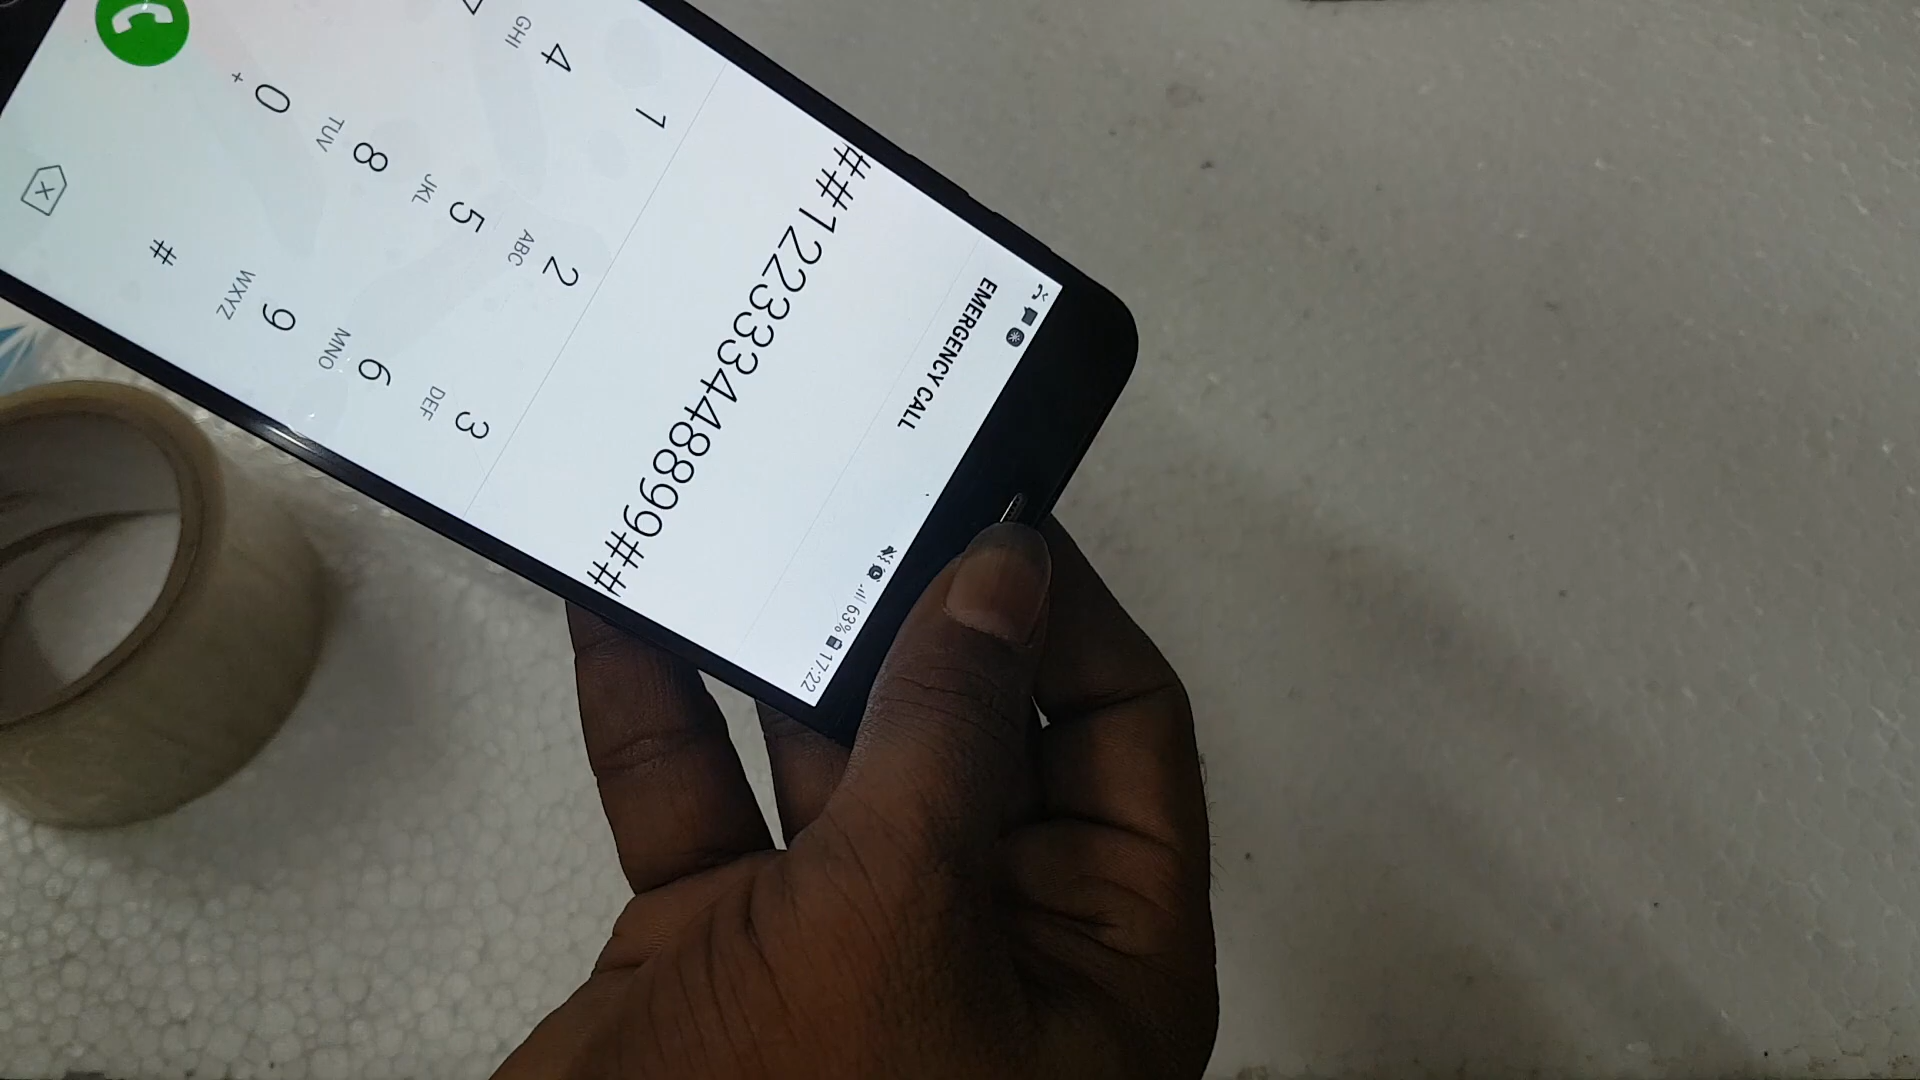 63% 17:22
EMERGENCY CALL
##122333448899##
1 2 3
ABC DEF
4 5 6
GHI JKL MNO
7 8 9
TUV WXYZ
0 #
+